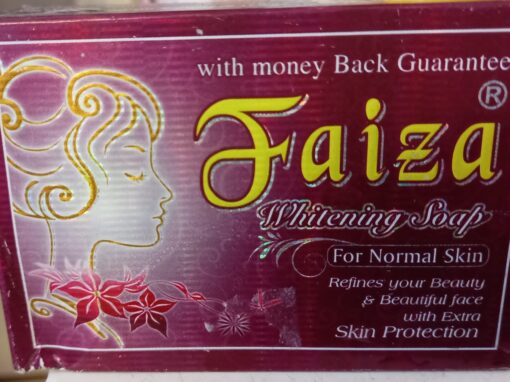 with money Back Guarantee
Faiza®
Whitening Soap
For Normal Skin
Refines your Beauty
& Beautiful face
with Extra
Skin Protection